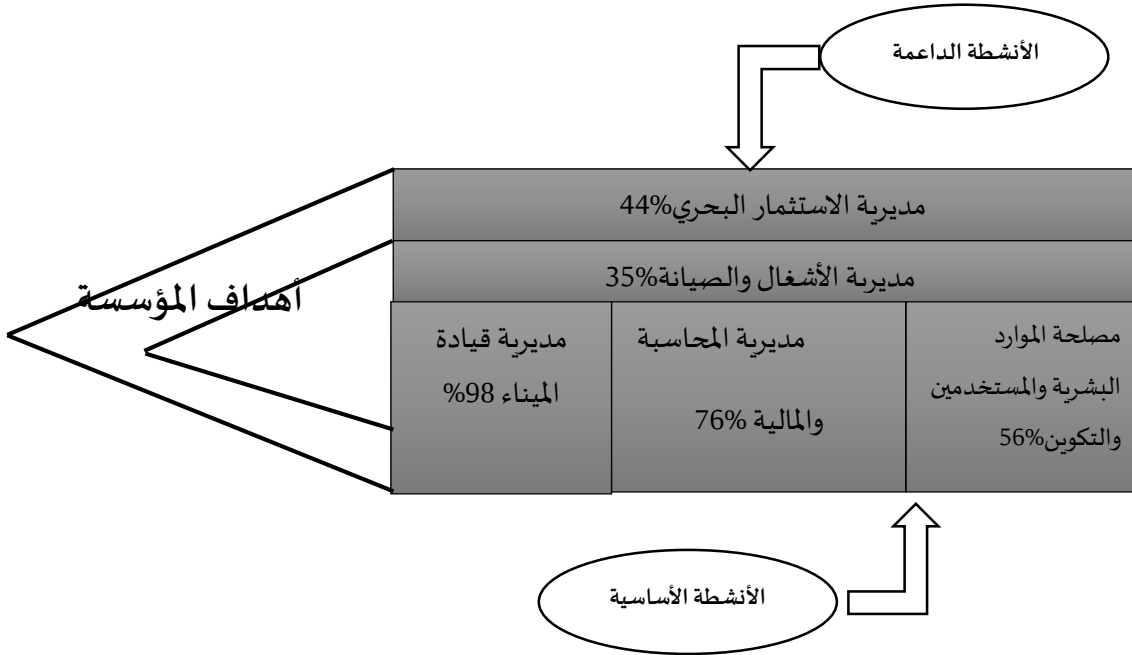 الأنشطة الداعمة
مديرية الاستثمار البحري44%
مديرية الأشغال والصيانة35%
أهداف المؤسسة
مصلحة الموارد
البشرية والمستخدمين
والتكوين56%
مديرية المحاسبة
والمالية 76%
مديرية قيادة
الميناء 98%
الأنشطة الأساسية